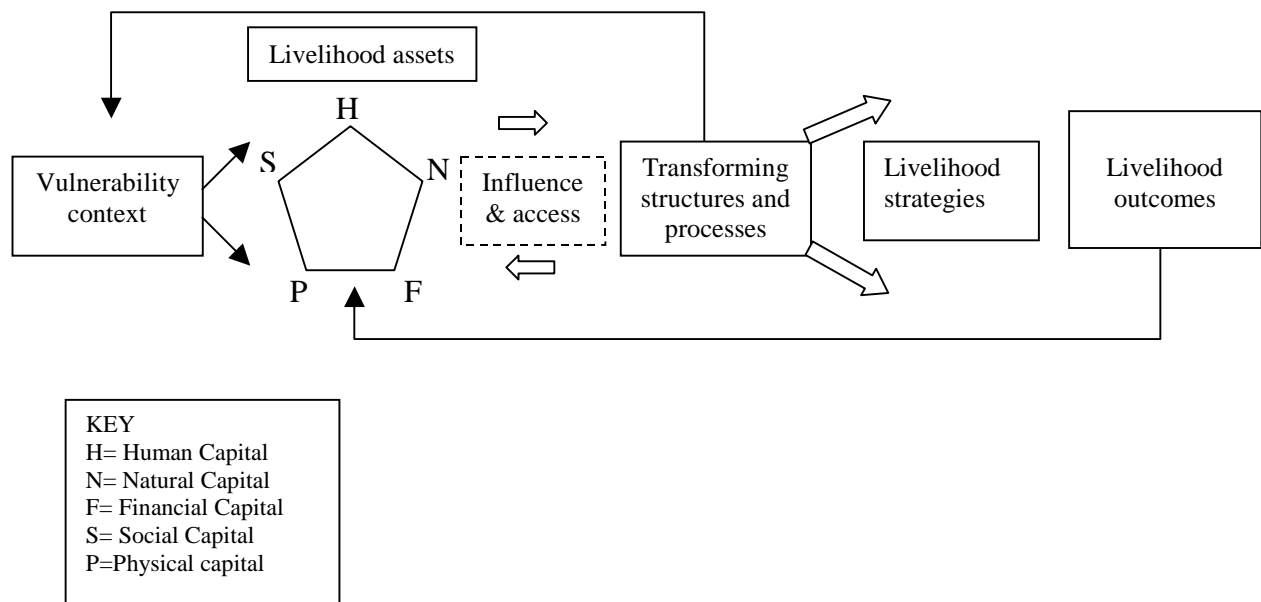 Livelihood assets
H
S
N
P
F
Vulnerability
context
Influence
& access
Transforming
structures and
processes
Livelihood
strategies
Livelihood
outcomes
KEY
H= Human Capital
N= Natural Capital
F= Financial Capital
S= Social Capital
P=Physical capital